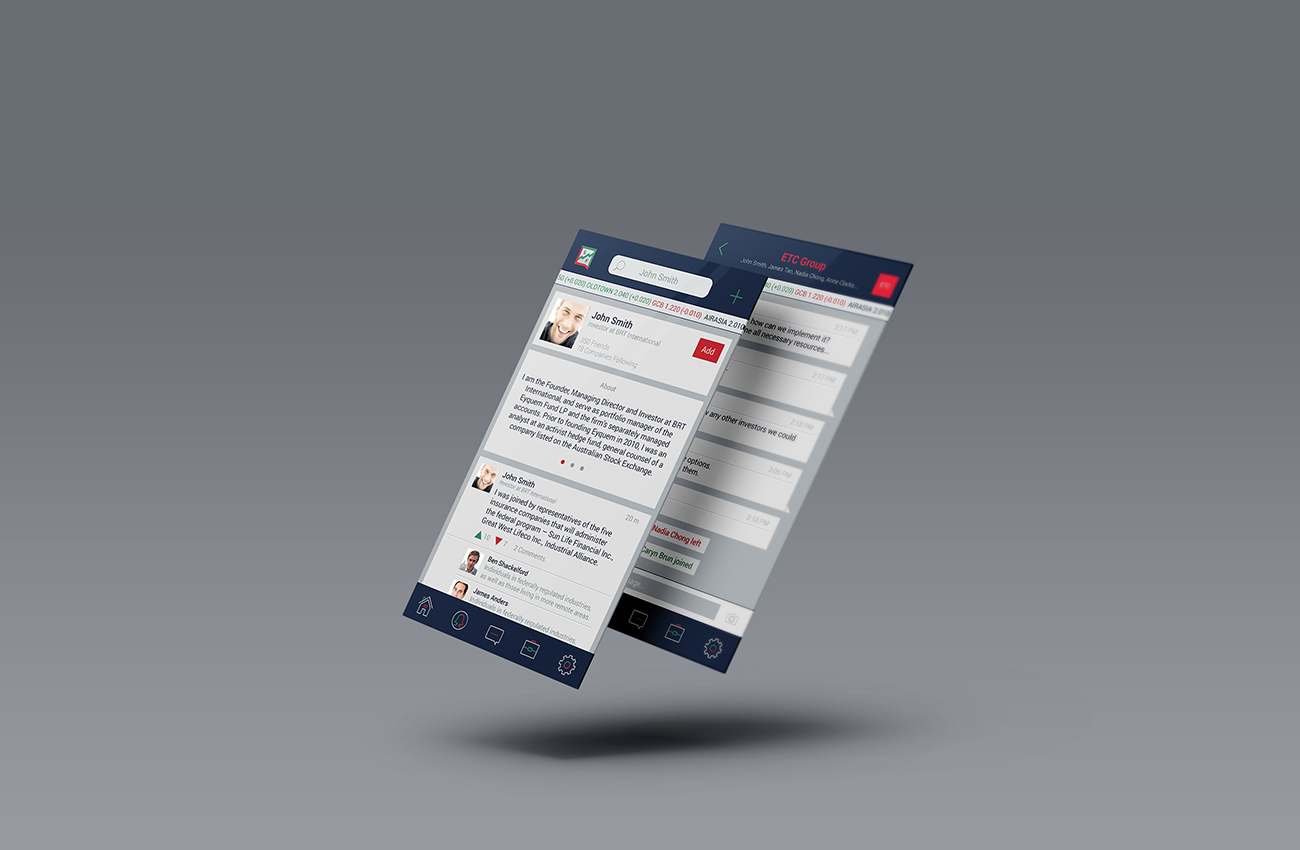 John Smith
50 (+0.020) OLDTOWN 2.040 (+0.020) GCB 1.220 (-0.010) AIRASIA 2.010
John Smith
Investor at BRT International
350 Fiends
78 Companies Following
Add
About
I am the Founder, Managing Director and Investor at BRT
International, and serve as portfolio manager of the
Eyquem Fund LP and the firm's separately managed
accounts. Prior to founding Eyquem in 2010, I was an
analyst at an activist hedge fund, general counsel of a
company listed on the Australian Stock Exchange.
John Smith
Investor at BRT International
20 m
I was joined by representatives of the five
insurance companies that will administer
the federal program – Sun Life Financial Inc.,
Great West Lifeco Inc., Industrial Alliance.
10 7 2 Comments
Ben Shackelford
Individuals in federally regulated industries,
as well as those living in more remote areas.
James Anders
Individuals in federally regulated industries,
ETC Group
John Smith, James Tan, Nadia Chong, Anne Clarks...
ETC
(+0.020) GCB 1.220 (-0.010) AIRASIA 2.010
2:17 PM
how can we implement it?
all necessary resources...
2:17 PM
2:18 PM
any other investors we could
3:05 PM
options.
them.
3:15 PM
Nadia Chong left
Caryn Brun joined